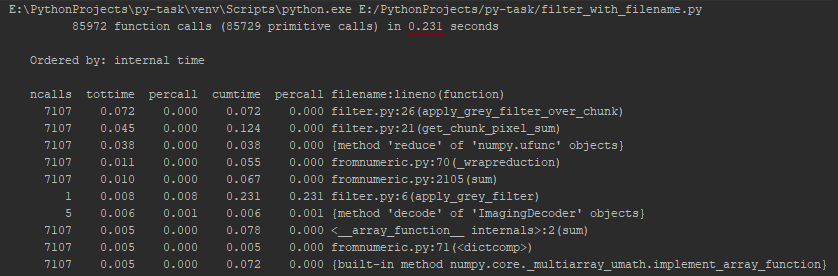 E:\PythonProjects\py-task\venv\Scripts\python.exe E:/PythonProjects/py-task/filter_with_filename.py
85972 function calls (85729 primitive calls) in 0.231 seconds
Ordered by: internal time
ncalls tottime percall cumtime percall filename:lineno(function)
7107 0.072 0.000 0.072 0.000 filter.py:26(apply_grey_filter_over_chunk)
7107 0.045 0.000 0.124 0.000 filter.py:21(get_chunk_pixel_sum)
7107 0.038 0.000 0.038 0.000 {method 'reduce' of 'numpy.ufunc' objects}
7107 0.011 0.000 0.055 0.000 fromnumeric.py:70(_wrapreduction)
7107 0.010 0.000 0.067 0.000 fromnumeric.py:2105(sum)
1 0.008 0.008 0.231 0.231 filter.py:6(apply_grey_filter)
5 0.006 0.001 0.006 0.001 {method 'decode' of 'ImagingDecoder' objects}
7107 0.005 0.000 0.078 0.000 <__array_function__ internals>:2(sum)
7107 0.005 0.000 0.005 0.000 fromnumeric.py:71(<dictcomp>)
7107 0.005 0.000 0.072 0.000 {built-in method numpy.core._multiarray_umath.implement_array_function}